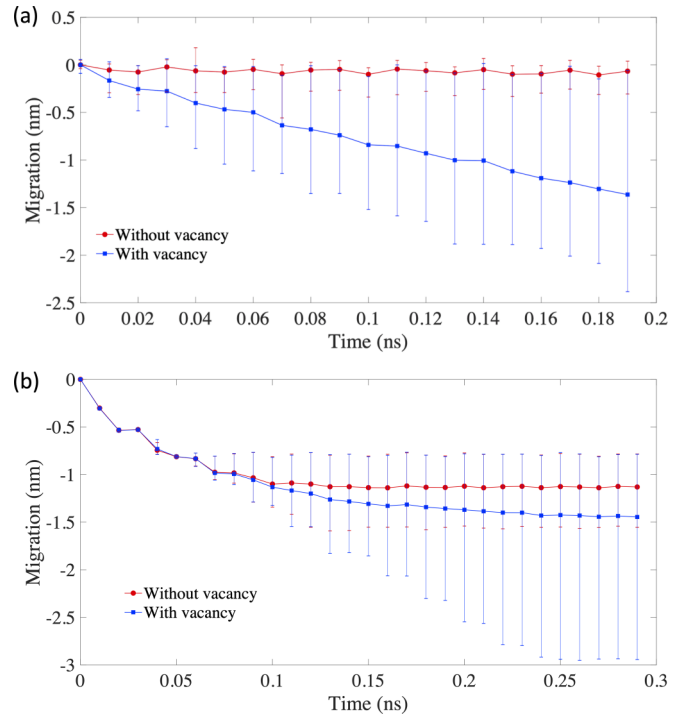 (a)
0.5
0
-0.5
-1
-1.5
-2
-2.5
Migration (nm)
Without vacancy
With vacancy
0 0.02 0.04 0.06 0.08 0.1 0.12 0.14 0.16 0.18 0.2
Time (ns)
(b)
0
-0.5
-1
-1.5
-2
-2.5
-3
Migration (nm)
Without vacancy
With vacancy
0 0.05 0.1 0.15 0.2 0.25 0.3
Time (ns)